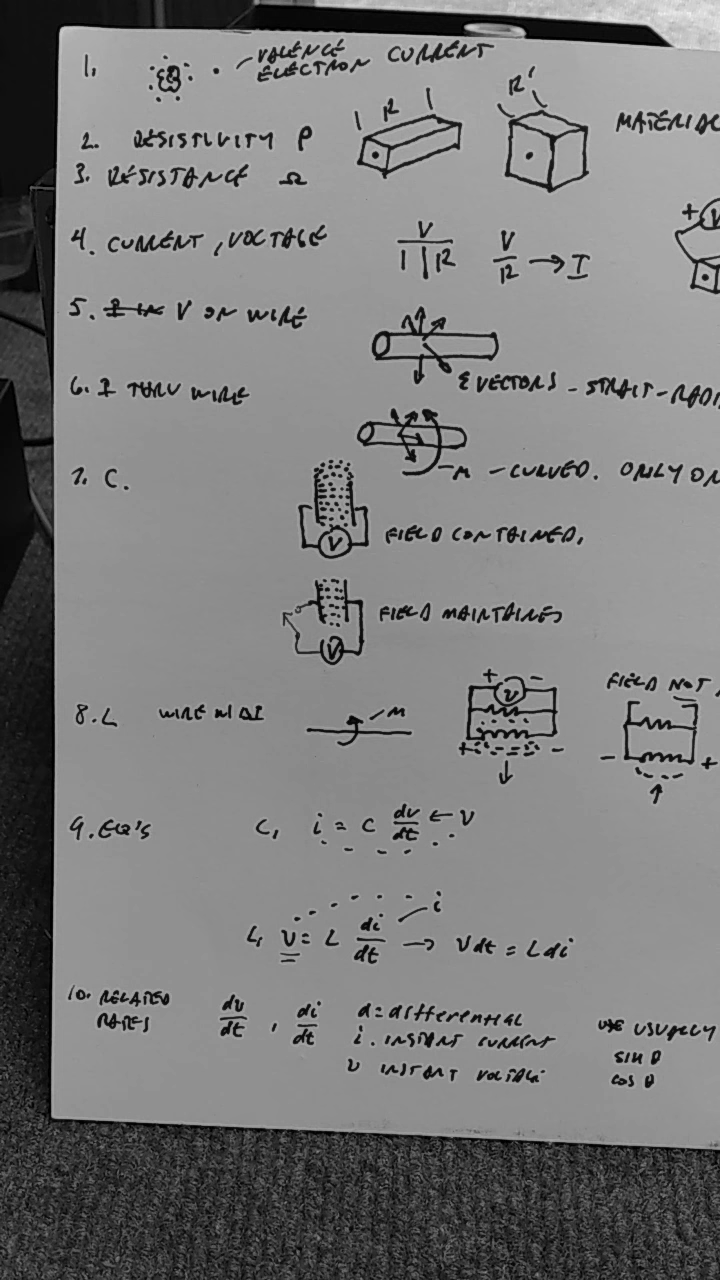 1. VALENCE ELECTRON CURRENT
R R'
2. RESISTIVITY ρ MATERIAL
3. RESISTANCE Ω
+ V
4. CURRENT, VOLTAGE V I R V/R → I
5. V ON WIRE
E VECTORS - STRAIT - RADI
6. I THRU WIRE
M - CURVED. ONLY ON
7. C.
V FIELD CONTAINED,
V FIELD MAINTAINES
+ V - FIELD NOT
8. L WIRE W/ ΔI M
+ - - +
9. EQ'S C, i = C dv/dt ← V
i
L, v = L di/dt → Vdt = Ldi
10. RELATED RATES dv/dt, di/dt d = differential USUALLY
i. INSTANT CURRENT SIN θ
v INSTANT VOLTAGE COS θ